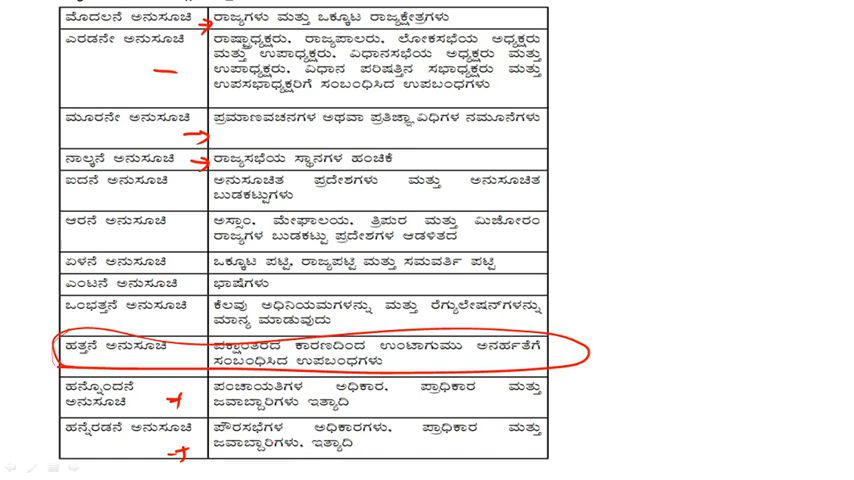 ಮೊದಲನೆ ಅನುಸೂಚಿ ರಾಜ್ಯಗಳು ಮತ್ತು ಒಕ್ಕೂಟ ರಾಜ್ಯಕ್ಷೇತ್ರಗಳು
ಎರಡನೇ ಅನುಸೂಚಿ ರಾಷ್ಟ್ರಾಧ್ಯಕ್ಷರು. ರಾಜ್ಯಪಾಲರು. ಲೋಕಸಭೆಯ ಅಧ್ಯಕ್ಷರು
ಮತ್ತು ಉಪಾಧ್ಯಕ್ಷರು. ವಿಧಾನಸಭೆಯ ಅಧ್ಯಕ್ಷರು ಮತ್ತು
ಉಪಾಧ್ಯಕ್ಷರು. ವಿಧಾನ ಪರಿಷತ್ತಿನ ಸಭಾಧ್ಯಕ್ಷರು ಮತ್ತು
ಉಪಸಭಾಧ್ಯಕ್ಷರಿಗೆ ಸಂಬಂಧಿಸಿದ ಉಪಬಂಧಗಳು
ಮೂರನೇ ಅನುಸೂಚಿ ಪ್ರಮಾಣವಚನಗಳ ಅಥವಾ ಪ್ರತಿಜ್ಞಾವಿಧಿಗಳ ನಮೂನೆಗಳು
ನಾಲ್ಕನೆ ಅನುಸೂಚಿ ರಾಜ್ಯಸಭೆಯ ಸ್ಥಾನಗಳ ಹಂಚಿಕೆ
ಐದನೆ ಅನುಸೂಚಿ ಅನುಸೂಚಿತ ಪ್ರದೇಶಗಳು ಮತ್ತು ಅನುಸೂಚಿತ
ಬುಡಕಟ್ಟುಗಳು
ಆರನೆ ಅನುಸೂಚಿ ಅಸ್ಸಾಂ. ಮೇಘಾಲಯ. ತ್ರಿಪುರ ಮತ್ತು ಮಿಜೋರಂ
ರಾಜ್ಯಗಳ ಬುಡಕಟ್ಟು ಪ್ರದೇಶಗಳ ಆಡಳಿತದ
ಏಳನೆ ಅನುಸೂಚಿ ಒಕ್ಕೂಟ ಪಟ್ಟಿ. ರಾಜ್ಯಪಟ್ಟಿ ಮತ್ತು ಸಮವರ್ತಿ ಪಟ್ಟಿ
ಎಂಟನೆ ಅನುಸೂಚಿ ಭಾಷೆಗಳು
ಒಂಭತ್ತನೆ ಅನುಸೂಚಿ ಕೆಲವು ಅಧಿನಿಯಮಗಳನ್ನು ಮತ್ತು ರೆಗ್ಯುಲೇಷನ್‌ಗಳನ್ನು
ಮಾನ್ಯ ಮಾಡುವುದು
ಹತ್ತನೆ ಅನುಸೂಚಿ ಪಕ್ಷಾಂತರದ ಕಾರಣದಿಂದ ಉಂಟಾಗುಮು ಅನರ್ಹತೆಗೆ
ಸಂಬಂಧಿಸಿದ ಉಪಬಂಧಗಳು
ಹನ್ನೊಂದನೆ ಪಂಚಾಯತಿಗಳ ಅಧಿಕಾರ. ಪ್ರಾಧಿಕಾರ ಮತ್ತು
ಅನುಸೂಚಿ ಜವಾಬ್ದಾರಿಗಳು ಇತ್ಯಾದಿ
ಹನ್ನೆರಡನೆ ಅನುಸೂಚಿ ಪೌರಸಭೆಗಳ ಅಧಿಕಾರಗಳು. ಪ್ರಾಧಿಕಾರ ಮತ್ತು
ಜವಾಬ್ದಾರಿಗಳು. ಇತ್ಯಾದಿ